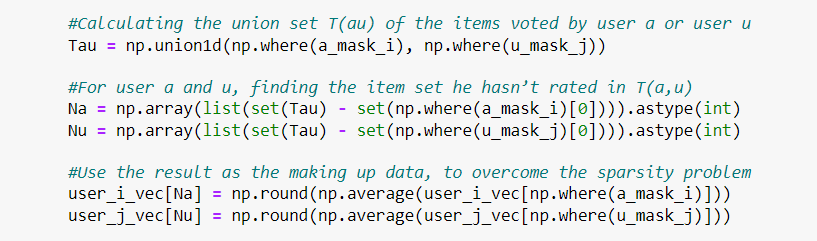 #Calculating the union set T(au) of the items voted by user a or user u
Tau = np.union1d(np.where(a_mask_i), np.where(u_mask_j))
#For user a and u, finding the item set he hasn’t rated in T(a,u)
Na = np.array(list(set(Tau) - set(np.where(a_mask_i)[0]))).astype(int)
Nu = np.array(list(set(Tau) - set(np.where(u_mask_j)[0]))).astype(int)
#Use the result as the making up data, to overcome the sparsity problem
user_i_vec[Na] = np.round(np.average(user_i_vec[np.where(a_mask_i)]))
user_j_vec[Nu] = np.round(np.average(user_j_vec[np.where(u_mask_j)]))